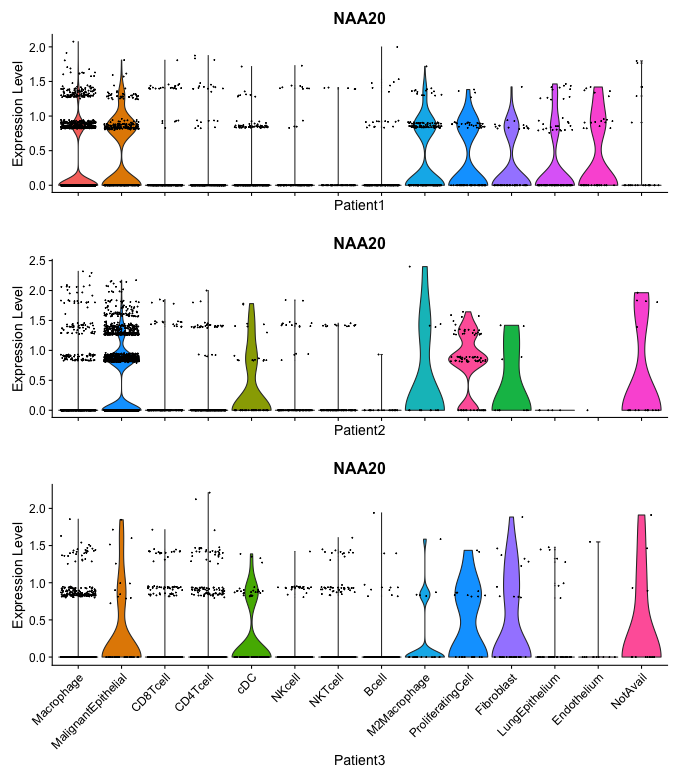 NAA20
Expression Level
2.0
1.5
1.0
0.5
0.0
Patient1
NAA20
Expression Level
2.5
2.0
1.5
1.0
0.5
0.0
Patient2
NAA20
Expression Level
2.0
1.5
1.0
0.5
0.0
Macrophage
MalignantEpithelial
CD8Tcell
CD4Tcell
cDC
NKcell
NKTcell
Bcell
M2Macrophage
ProliferatingCell
Fibroblast
LungEpithelium
Endothelium
NotAvail
Patient3